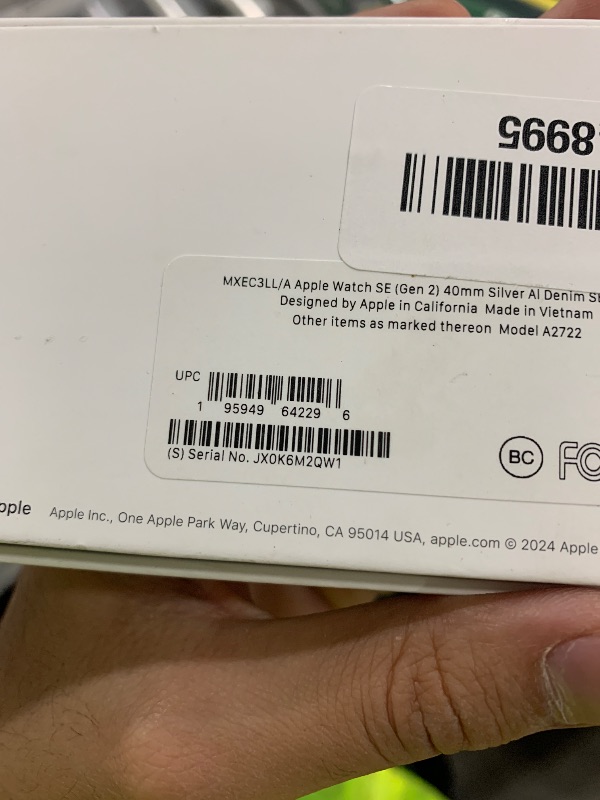 8995
MXEC3LL/A Apple Watch SE (Gen 2) 40mm Silver Al Denim
Designed by Apple in California Made in Vietnam
Other items as marked thereon Model A2722
UPC
1 95949 64229 6
(S) Serial No. JX0K6M2QW1
BC FC
Apple Inc., One Apple Park Way, Cupertino, CA 95014 USA, apple.com © 2024 Apple